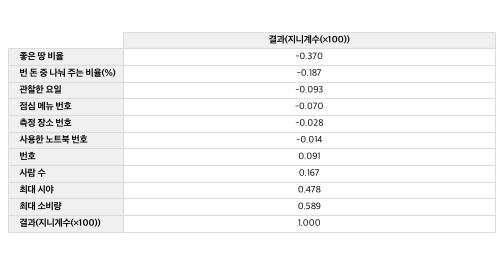 결과(지니계수(×100))
좋은 땅 비율 -0.370
번 돈 중 나눠 주는 비율(%) -0.187
관찰한 요일 -0.093
점심 메뉴 번호 -0.070
측정 장소 번호 -0.028
사용한 노트북 번호 -0.014
번호 0.091
사람 수 0.167
최대 시야 0.478
최대 소비량 0.589
결과(지니계수(×100)) 1.000